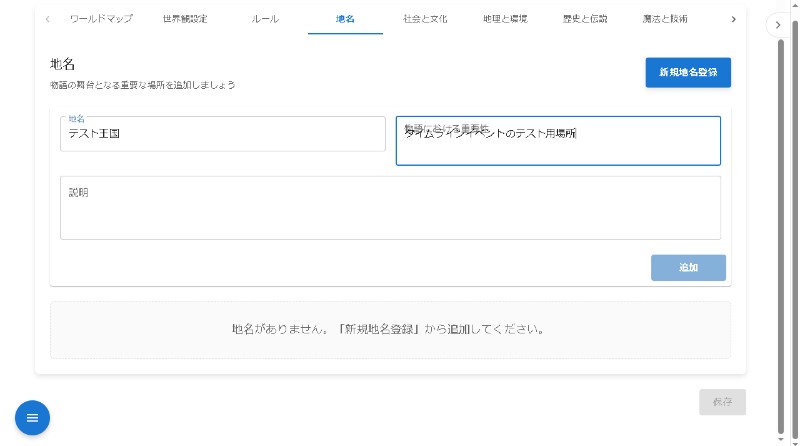 ワールドマップ 世界観設定 ルール 地名 社会と文化 地理と環境 歴史と伝説 魔法と技術
地名
物語の舞台となる重要な場所を追加しましょう
新規地名登録
地名
テスト王国
物語における重要性
タイムラインイベントのテスト用場所
説明
追加
地名がありません。「新規地名登録」から追加してください。
保存